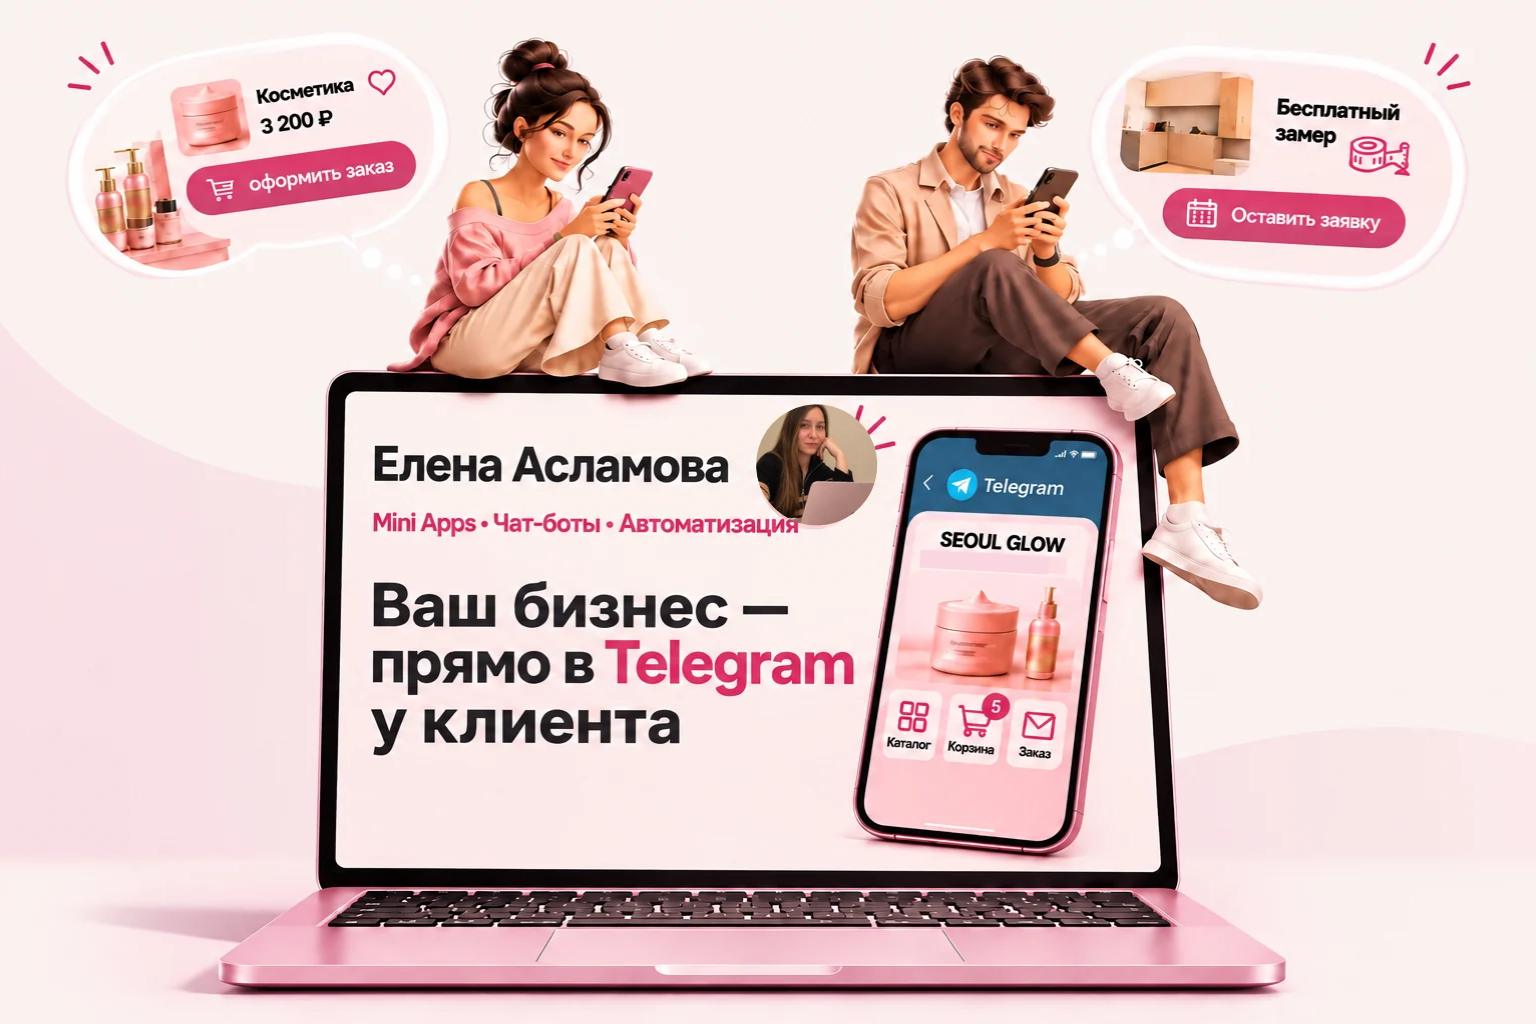 Косметика
3 200 ₽
оформить заказ
Бесплатный
замер
Оставить заявку
Елена Асламова
Mini Apps • Чат-боты • Автоматизация
Ваш бизнес —
прямо в Telegram
у клиента
Telegram
SEOUL GLOW
5
Каталог
Корзина
Заказ